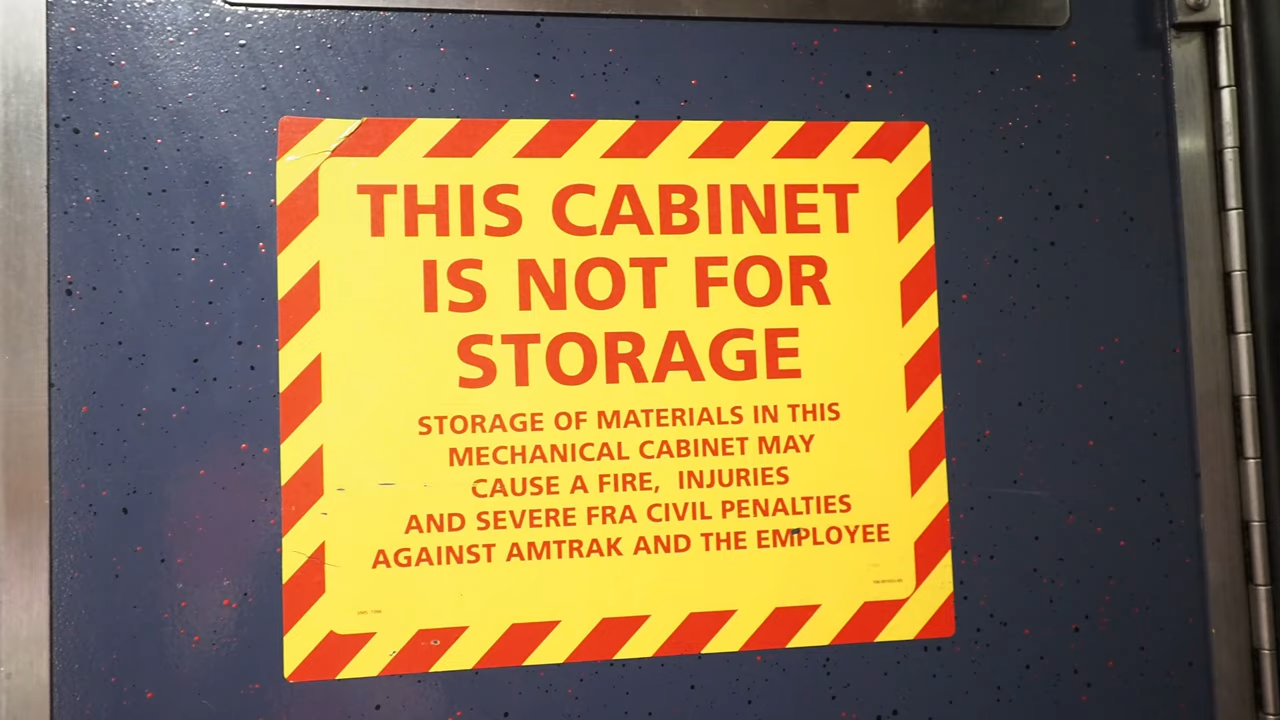 THIS CABINET
IS NOT FOR
STORAGE
STORAGE OF MATERIALS IN THIS
MECHANICAL CABINET MAY
CAUSE A FIRE, INJURIES
AND SEVERE FRA CIVIL PENALTIES
AGAINST AMTRAK AND THE EMPLOYEE